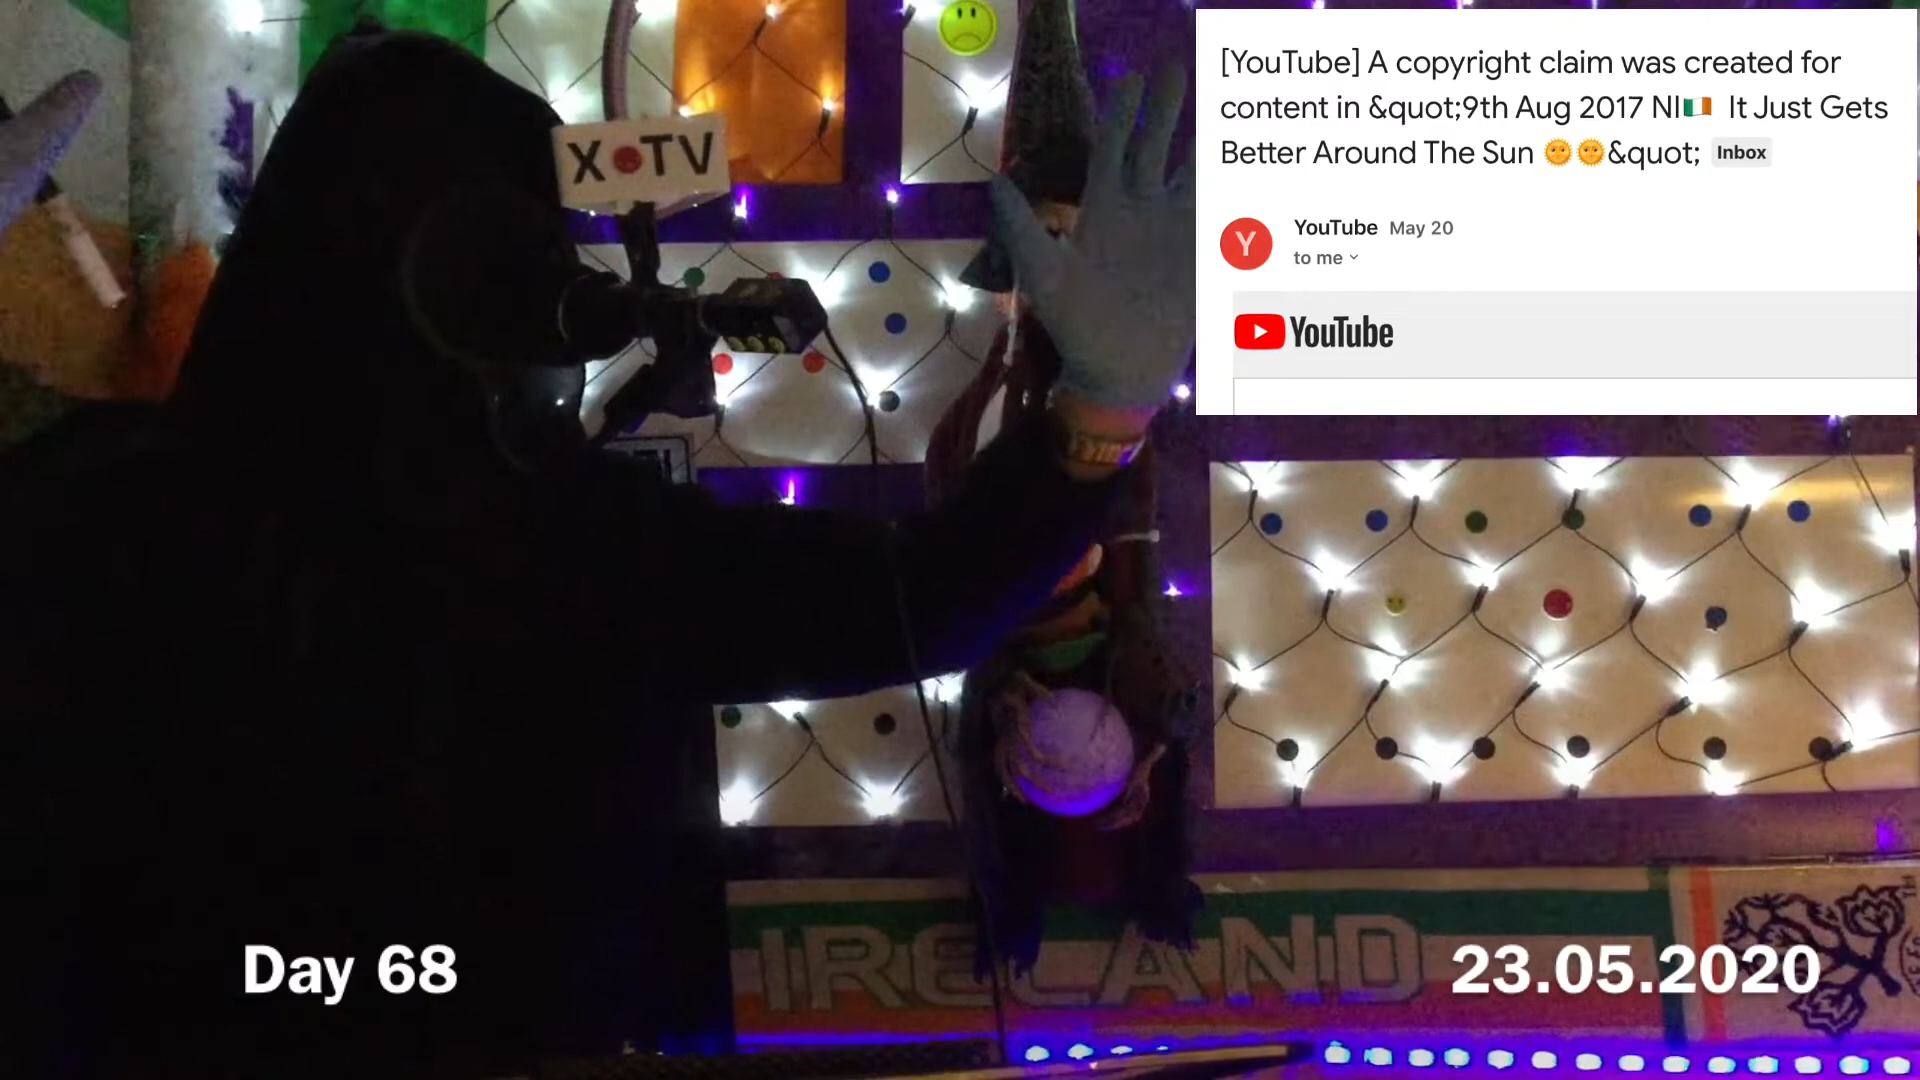 [YouTube] A copyright claim was created for
content in &quot;9th Aug 2017 NI🇮🇪 It Just Gets
Better Around The Sun 🌞🌞&quot; Inbox
Y
YouTube May 20
to me
YouTube
X TV
IRELAND
Day 68
23.05.2020